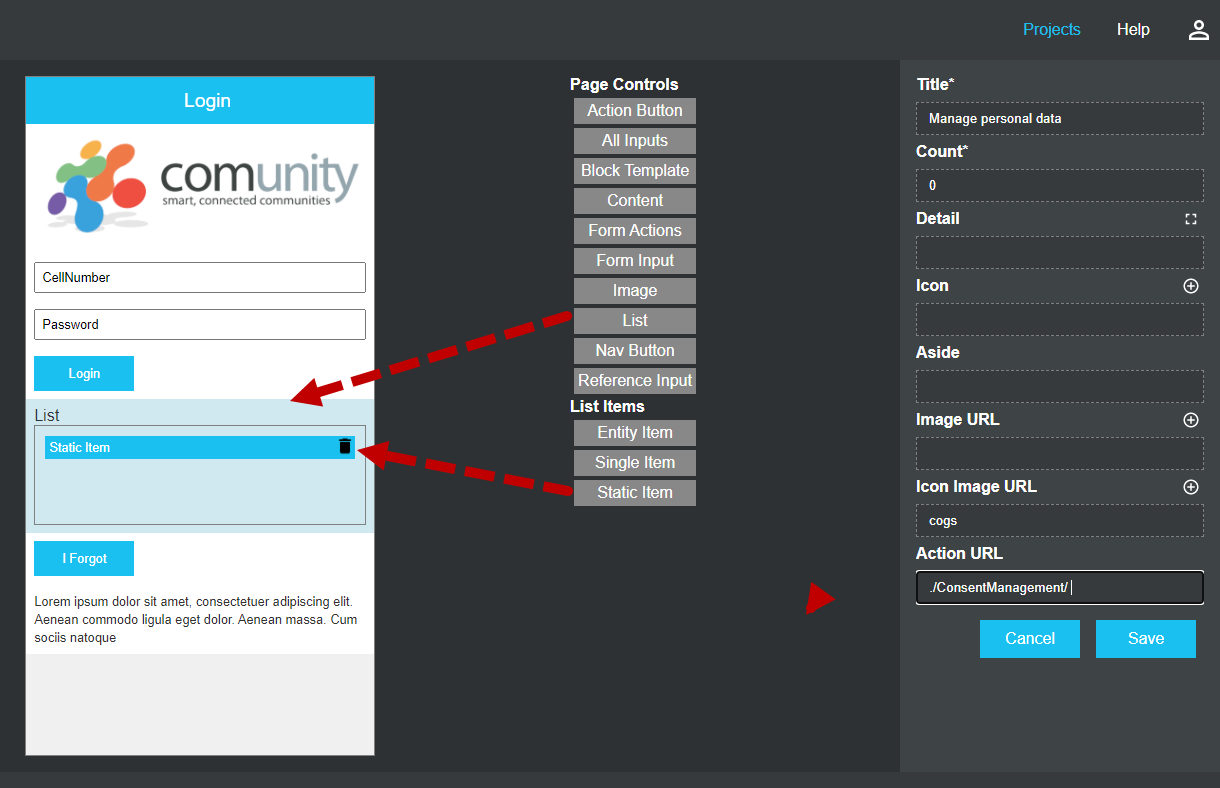 Projects
Help
Login
comunity
smart, connected communities
CellNumber
Password
Login
List
Static Item
I Forgot
Lorem ipsum dolor sit amet, consectetuer adipiscing elit.
Aenean commodo ligula eget dolor. Aenean massa. Cum
sociis natoque
Page Controls
Action Button
All Inputs
Block Template
Content
Form Actions
Form Input
Image
List
Nav Button
Reference Input
List Items
Entity Item
Single Item
Static Item
Title*
Manage personal data
Count*
0
Detail
Icon
Aside
Image URL
Icon Image URL
cogs
Action URL
./ConsentManagement/
Cancel
Save